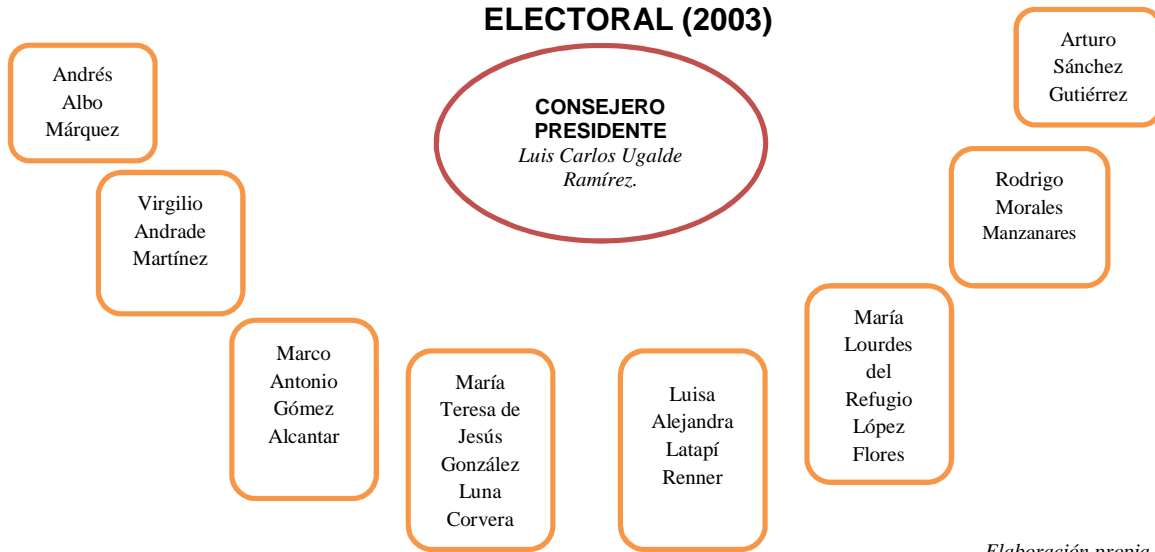 ELECTORAL (2003)
CONSEJERO
PRESIDENTE
Luis Carlos Ugalde
Ramírez.
Andrés
Albo
Márquez
Virgilio
Andrade
Martínez
Marco
Antonio
Gómez
Alcantar
María
Teresa de
Jesús
González
Luna
Corvera
Luisa
Alejandra
Latapí
Renner
María
Lourdes
del
Refugio
López
Flores
Rodrigo
Morales
Manzanares
Arturo
Sánchez
Gutiérrez
Elaboración propia